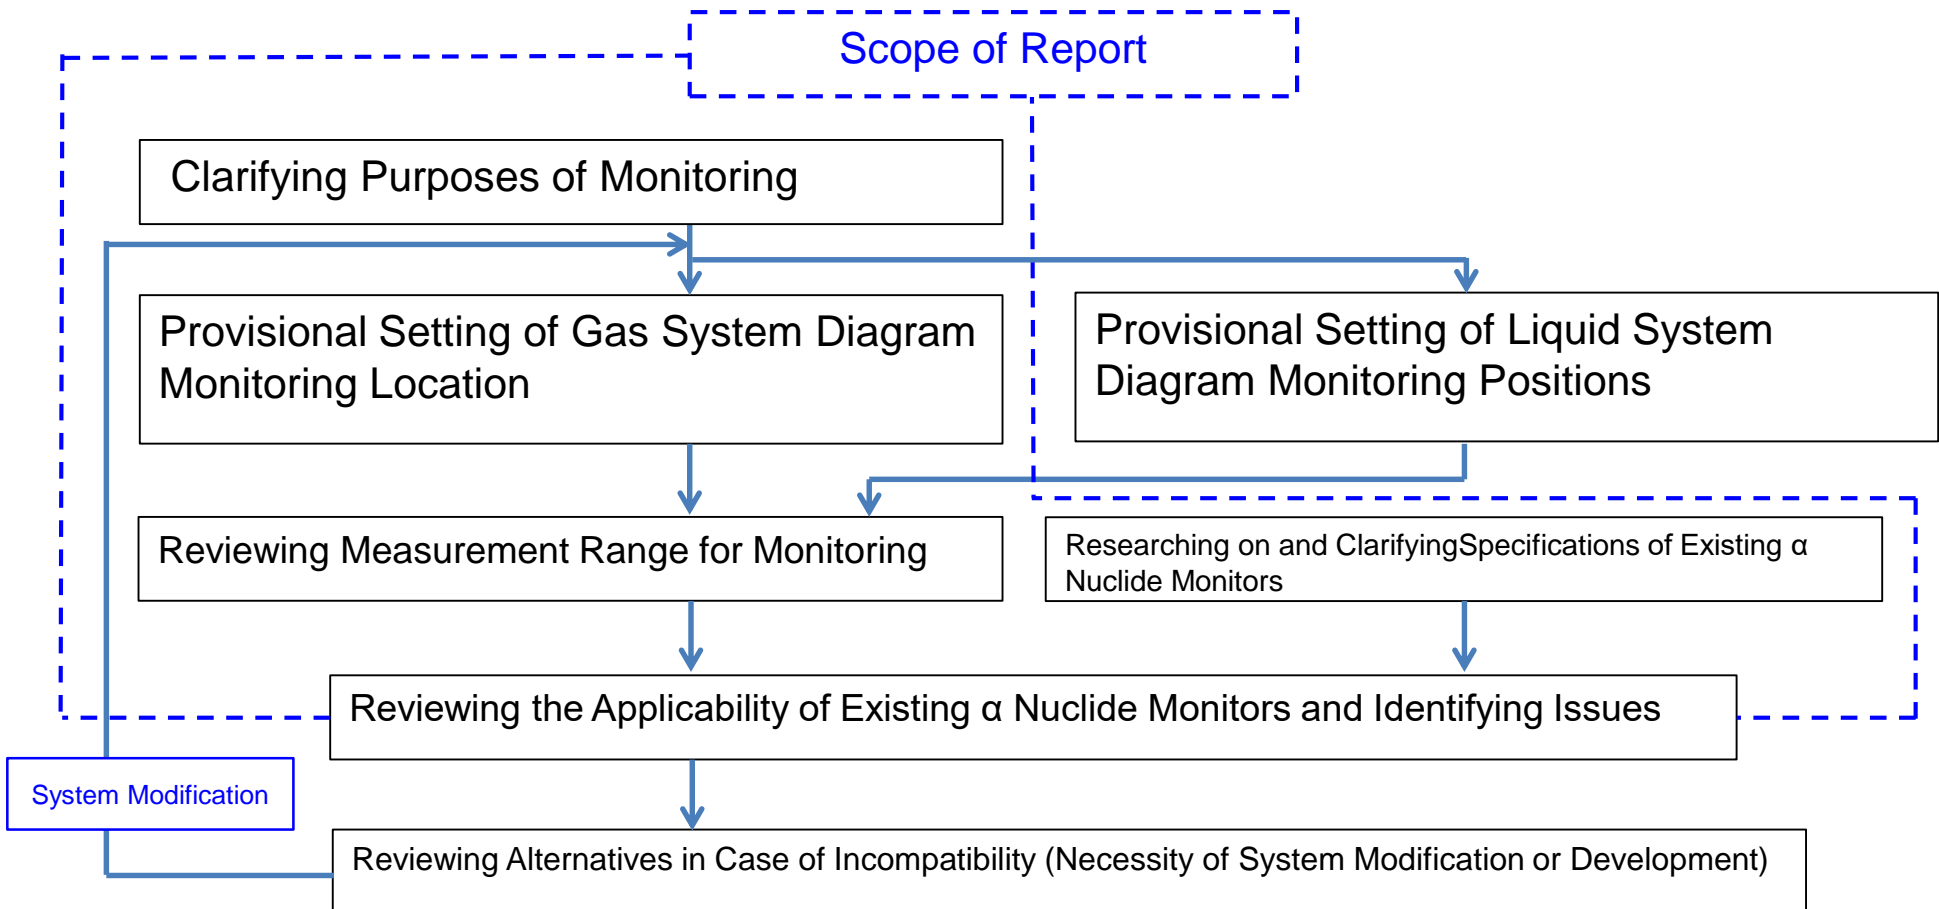 Scope of Report
Clarifying Purposes of Monitoring
Provisional Setting of Gas System Diagram
Monitoring Location
Provisional Setting of Liquid System
Diagram Monitoring Positions
Reviewing Measurement Range for Monitoring
Researching on and ClarifyingSpecifications of Existing α
Nuclide Monitors
Reviewing the Applicability of Existing α Nuclide Monitors and Identifying Issues
System Modification
Reviewing Alternatives in Case of Incompatibility (Necessity of System Modification or Development)